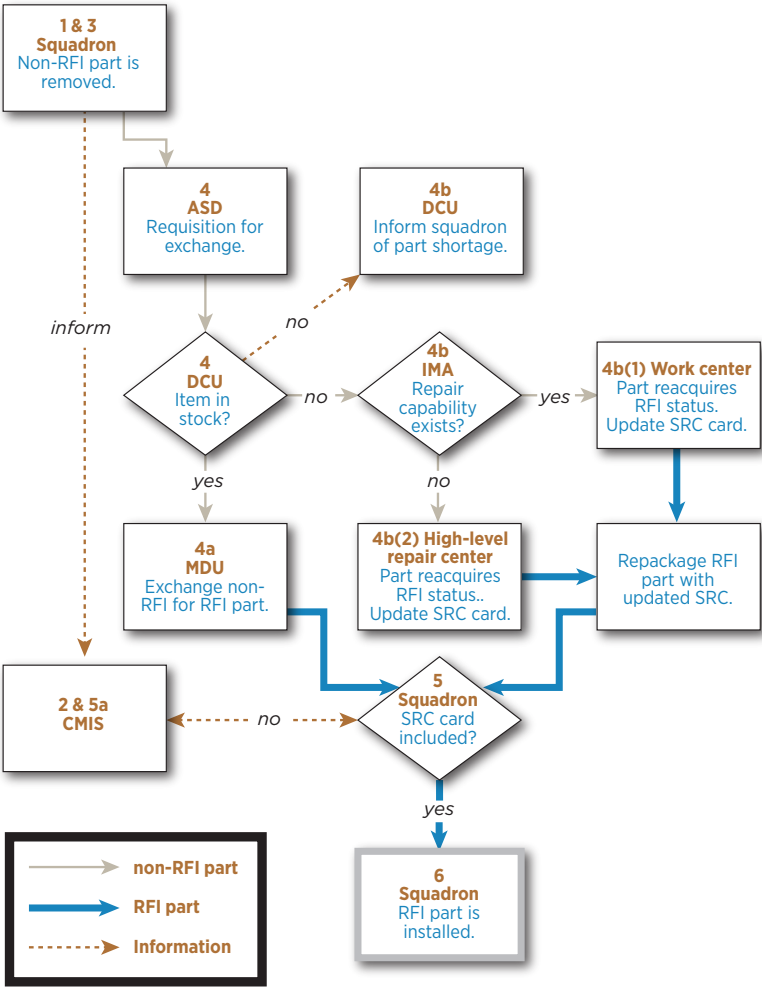 1 & 3
Squadron
Non-RFI part is
removed.
4
ASD
Requisition for
exchange.
4b
DCU
Inform squadron
of part shortage.
inform
no
4
DCU
Item in
stock?
no
4b
IMA
Repair
capability
exists?
yes
4b(1) Work center
Part reacquires
RFI status.
Update SRC card.
yes
no
4a
MDU
Exchange non-
RFI for RFI part.
4b(2) High-level
repair center
Part reacquires
RFI status..
Update SRC card.
Repackage RFI
part with
updated SRC.
2 & 5a
CMIS
no
5
Squadron
SRC card
included?
yes
6
Squadron
RFI part is
installed.
non-RFI part
RFI part
Information